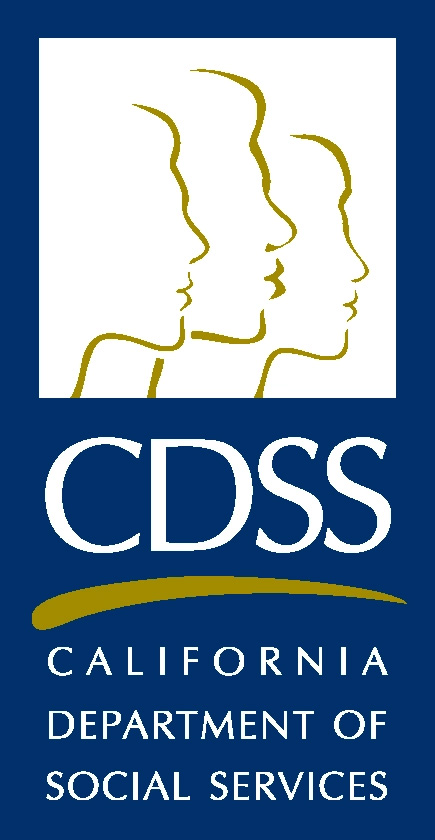 CDSS
CALIFORNIA
DEPARTMENT OF
SOCIAL SERVICES